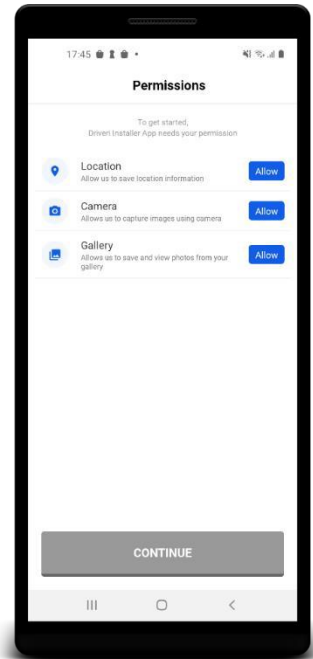 17:45
Permissions
To get started,
Driveri Installer App needs your permission
Location
Allow us to save location information
Allow
Camera
Allows us to capture images using camera
Allow
Gallery
Allows us to save and view photos from your
gallery
Allow
CONTINUE